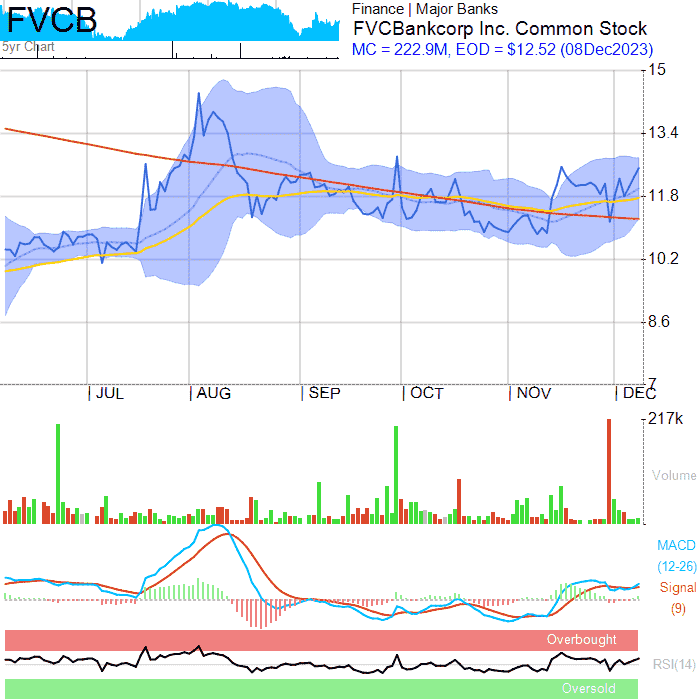 FVCB
5yr Chart
Finance | Major Banks
FVCBankcorp Inc. Common Stock
MC = 222.9M, EOD = $12.52 (08Dec2023)
15
13.4
11.8
10.2
8.6
7
JUL AUG SEP OCT NOV DEC
217k
Volume
MACD
(12-26)
Signal
(9)
Overbought
RSI(14)
Oversold